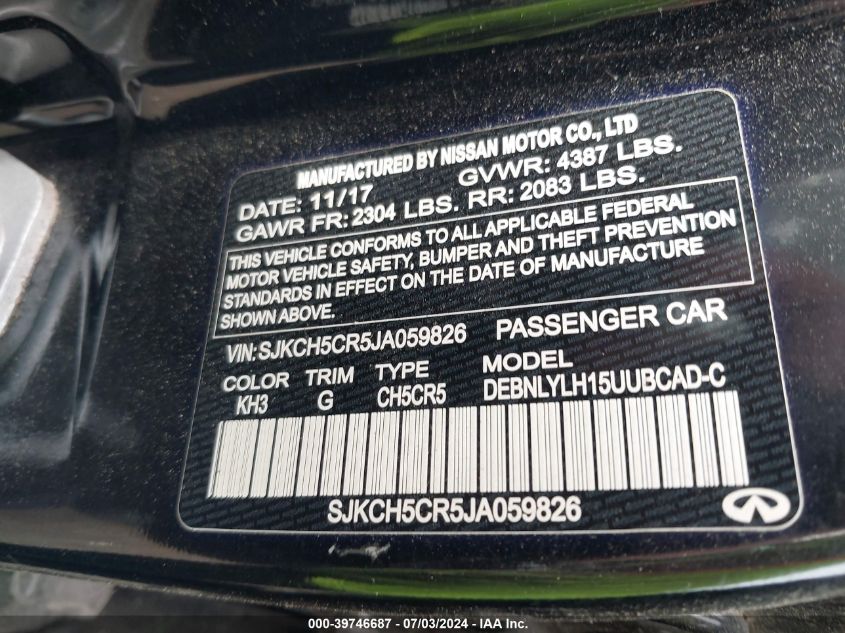 MANUFACTURED BY NISSAN MOTOR CO., LTD
DATE: 11/17 GVWR: 4387 LBS.
GAWR FR: 2304 LBS. RR: 2083 LBS.
THIS VEHICLE CONFORMS TO ALL APPLICABLE FEDERAL
MOTOR VEHICLE SAFETY, BUMPER AND THEFT PREVENTION
STANDARDS IN EFFECT ON THE DATE OF MANUFACTURE
SHOWN ABOVE.
VIN: SJKCH5CR5JA059826 PASSENGER CAR
COLOR TRIM TYPE MODEL
KH3 G CH5CR5 DEBNLYLH15UUBCAD-C
SJKCH5CR5JA059826
000-39746687 - 07/03/2024 - IAA Inc.